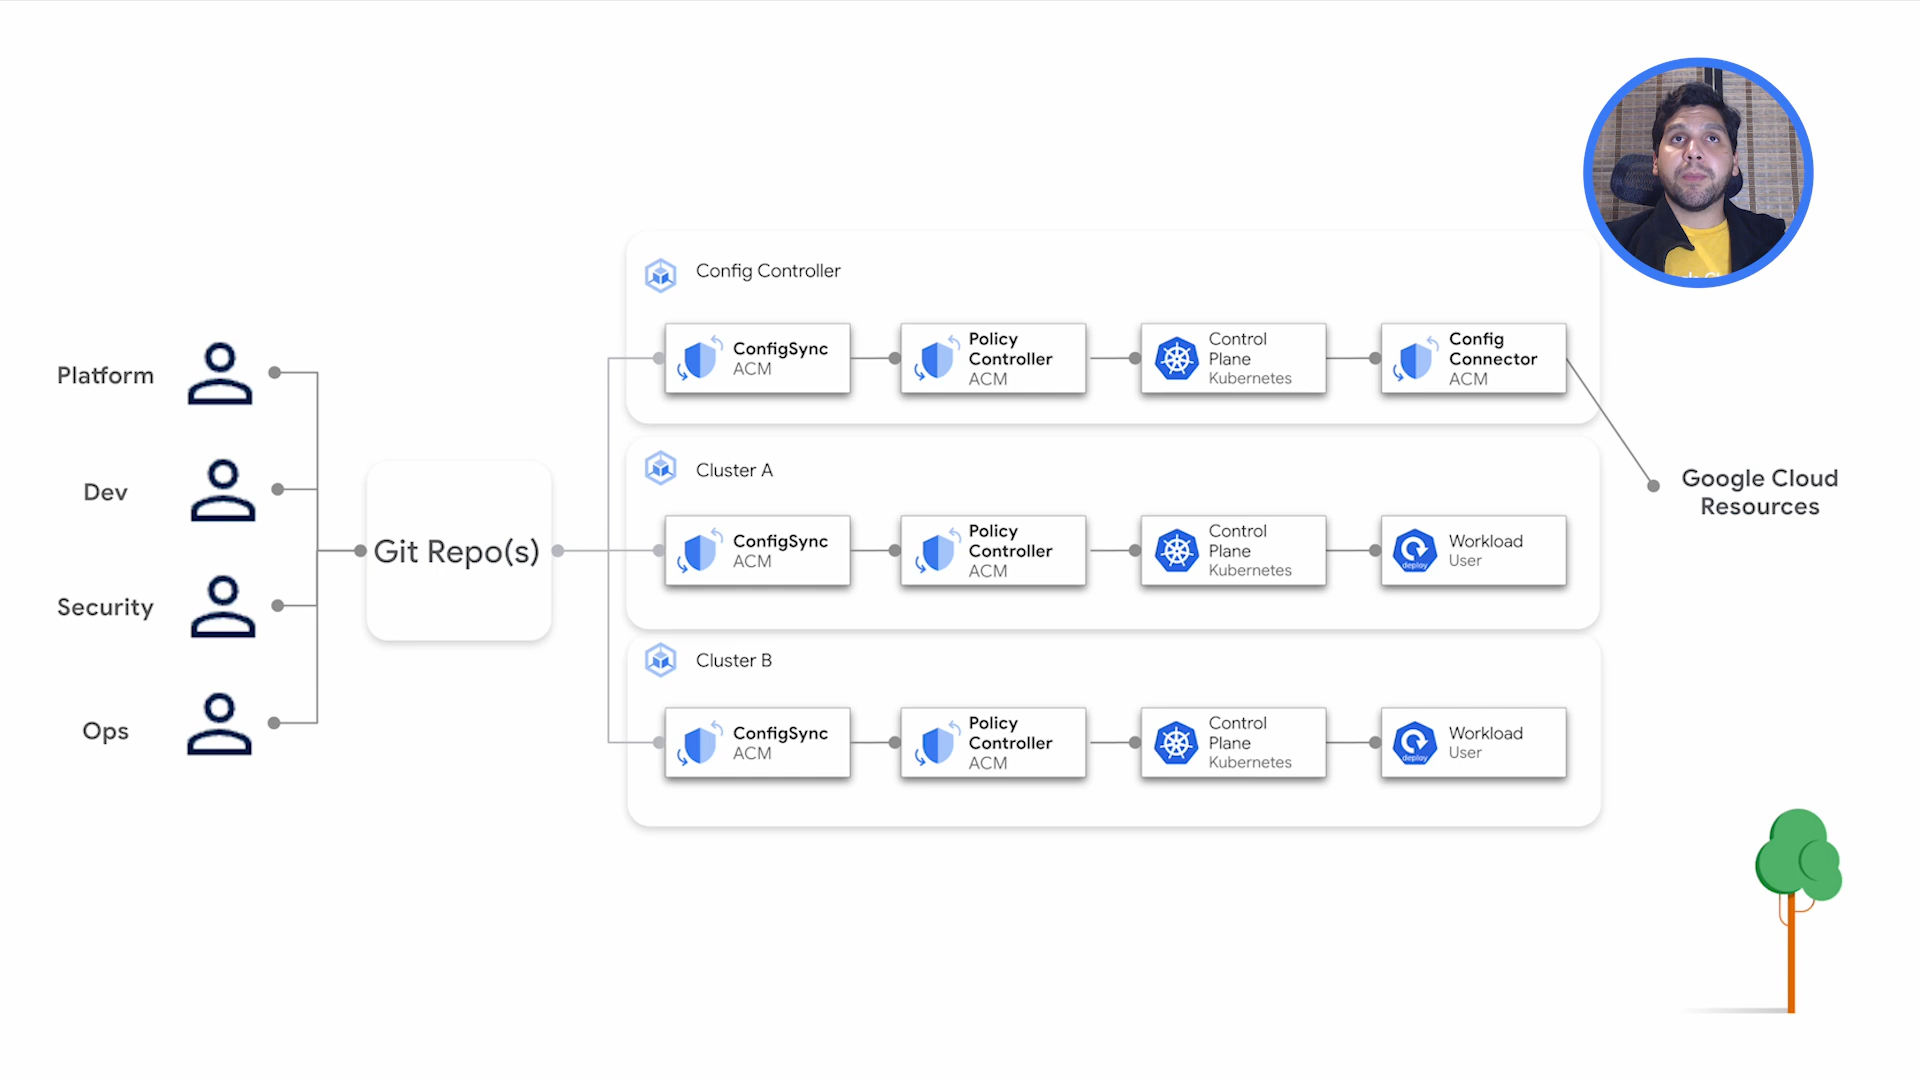 Platform
Dev
Security
Ops
Git Repo(s)
Config Controller
ConfigSync
ACM
Policy
Controller
ACM
Control
Plane
Kubernetes
Config
Connector
ACM
Cluster A
ConfigSync
ACM
Policy
Controller
ACM
Control
Plane
Kubernetes
deploy
Workload
User
Cluster B
ConfigSync
ACM
Policy
Controller
ACM
Control
Plane
Kubernetes
deploy
Workload
User
Google Cloud
Resources